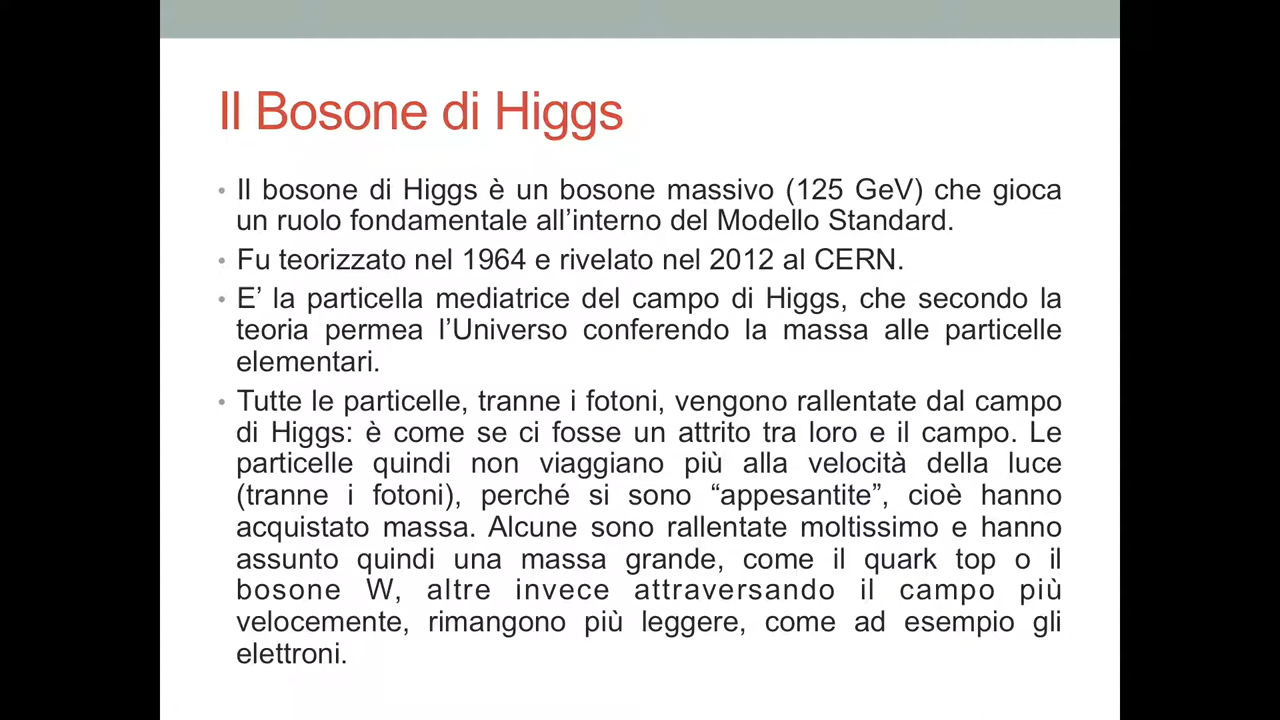 Il Bosone di Higgs
• Il bosone di Higgs è un bosone massivo (125 GeV) che gioca
un ruolo fondamentale all’interno del Modello Standard.
• Fu teorizzato nel 1964 e rivelato nel 2012 al CERN.
• E’ la particella mediatrice del campo di Higgs, che secondo la
teoria permea l’Universo conferendo la massa alle particelle
elementari.
• Tutte le particelle, tranne i fotoni, vengono rallentate dal campo
di Higgs: è come se ci fosse un attrito tra loro e il campo. Le
particelle quindi non viaggiano più alla velocità della luce
(tranne i fotoni), perché si sono “appesantite”, cioè hanno
acquistato massa. Alcune sono rallentate moltissimo e hanno
assunto quindi una massa grande, come il quark top o il
bosone W, altre invece attraversando il campo più
velocemente, rimangono più leggere, come ad esempio gli
elettroni.